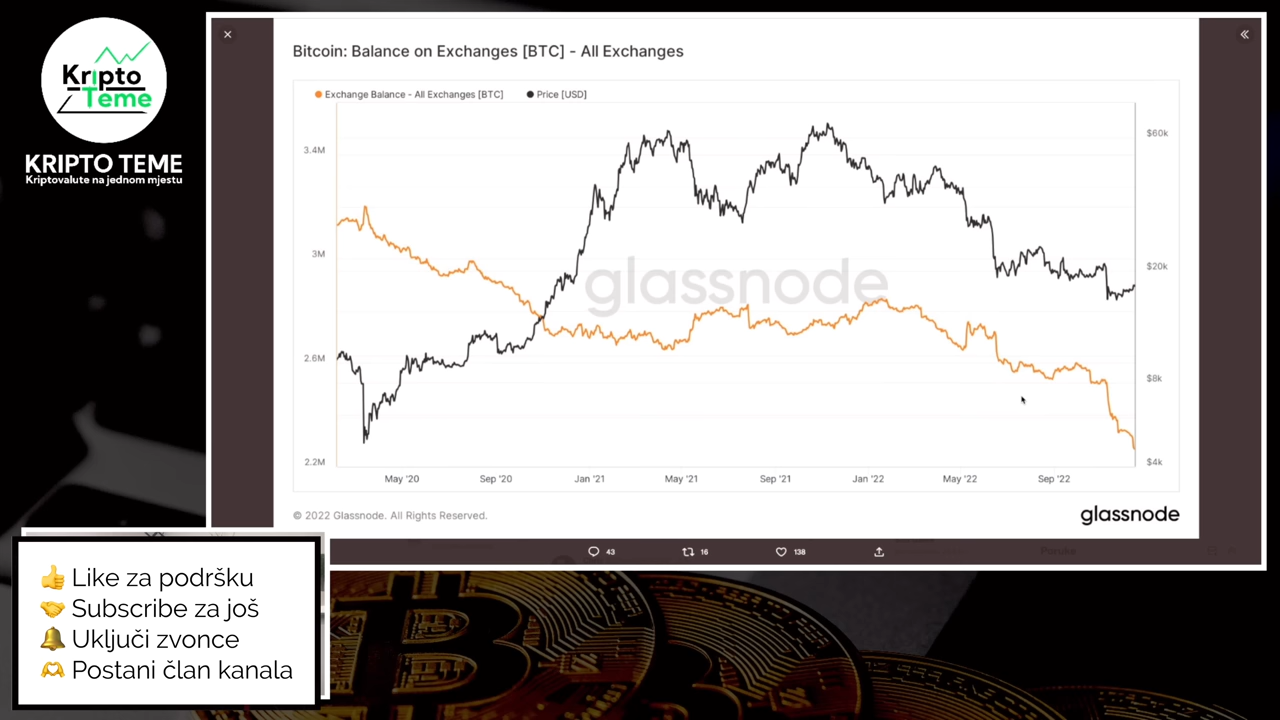 Kripto
Teme
KRIPTO TEME
Kriptovalute na jednom mjestu
Bitcoin: Balance on Exchanges [BTC] - All Exchanges
Exchange Balance - All Exchanges [BTC] Price [USD]
3.4M
3M
2.6M
2.2M
$60k
$20k
$8k
$4k
glassnode
May '20 Sep '20 Jan '21 May '21 Sep '21 Jan '22 May '22 Sep '22
© 2022 Glassnode. All Rights Reserved.
glassnode
43 16 138
Like za podršku
Subscribe za još
Uključi zvonce
Postani član kanala